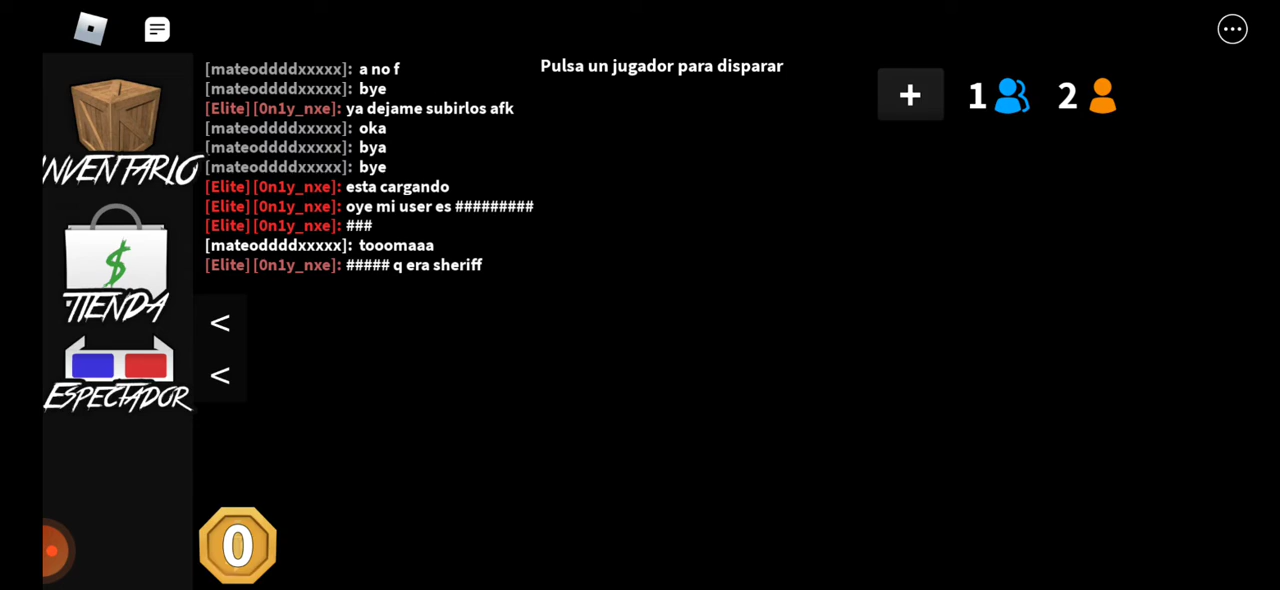 [mateoddddxxxxx]: a no f
[mateoddddxxxxx]: bye
[Elite] [0n1y_nxe]: ya dejame subirlos afk
[mateoddddxxxxx]: oka
[mateoddddxxxxx]: bya
[mateoddddxxxxx]: bye
[Elite] [0n1y_nxe]: esta cargando
[Elite] [0n1y_nxe]: oye mi user es #########
[Elite] [0n1y_nxe]: ###
[mateoddddxxxxx]: tooomaaa
[Elite] [0n1y_nxe]: ##### q era sheriff
Pulsa un jugador para disparar
+
1
2
INVENTARIO
$
TIENDA
ESPECTADOR
<
<
0